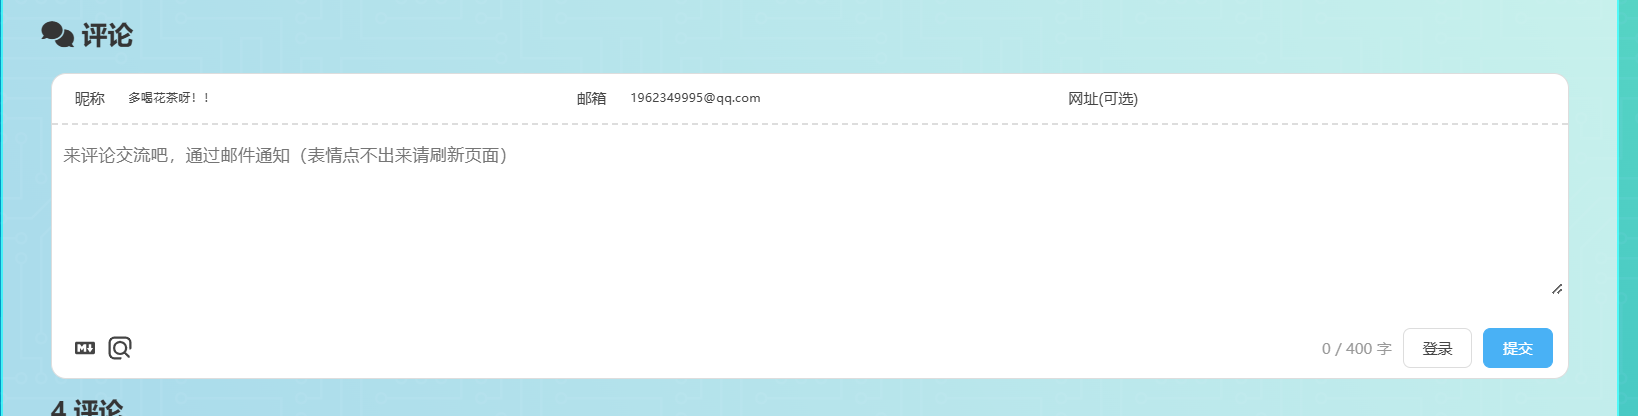 评论
昵称 多喝花茶呀！！ 邮箱 1962349995@qq.com 网址(可选)
来评论交流吧，通过邮件通知（表情点不出来请刷新页面）
M 0 / 400 字 登录 提交
4 评论